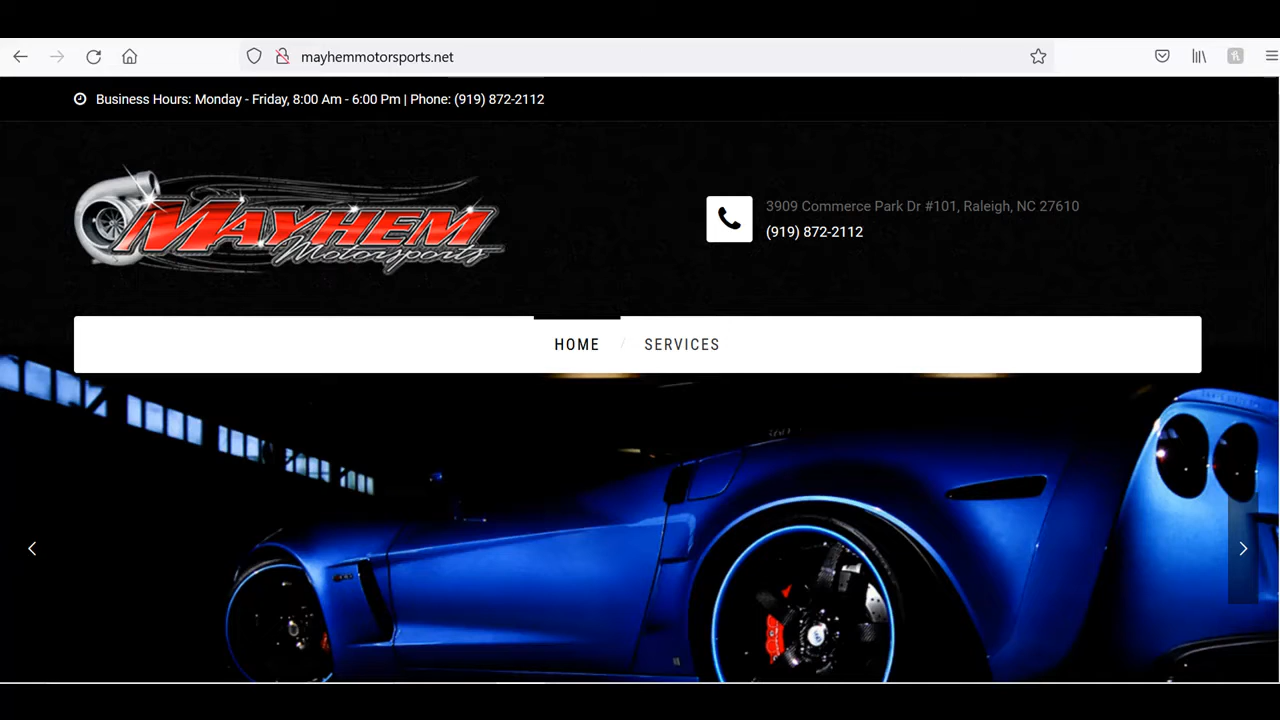 mayhemmotorsports.net
Business Hours: Monday - Friday, 8:00 Am - 6:00 Pm | Phone: (919) 872-2112
MAYHEM
Motorsports
3909 Commerce Park Dr #101, Raleigh, NC 27610
(919) 872-2112
HOME / SERVICES